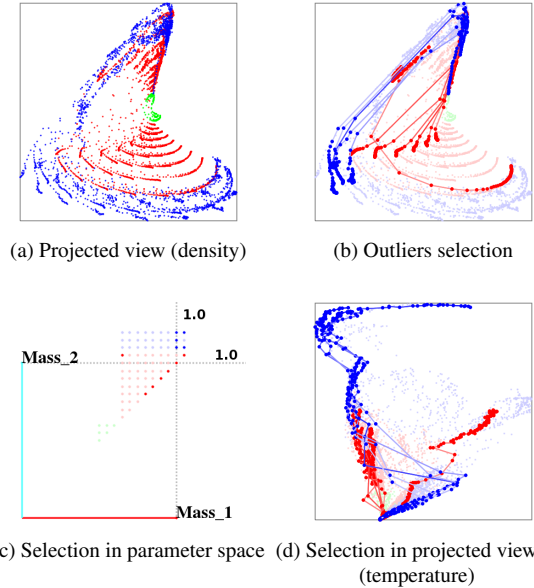 (a) Projected view (density)
(b) Outliers selection
1.0
1.0
Mass_2
Mass_1
c) Selection in parameter space
(d) Selection in projected view
(temperature)